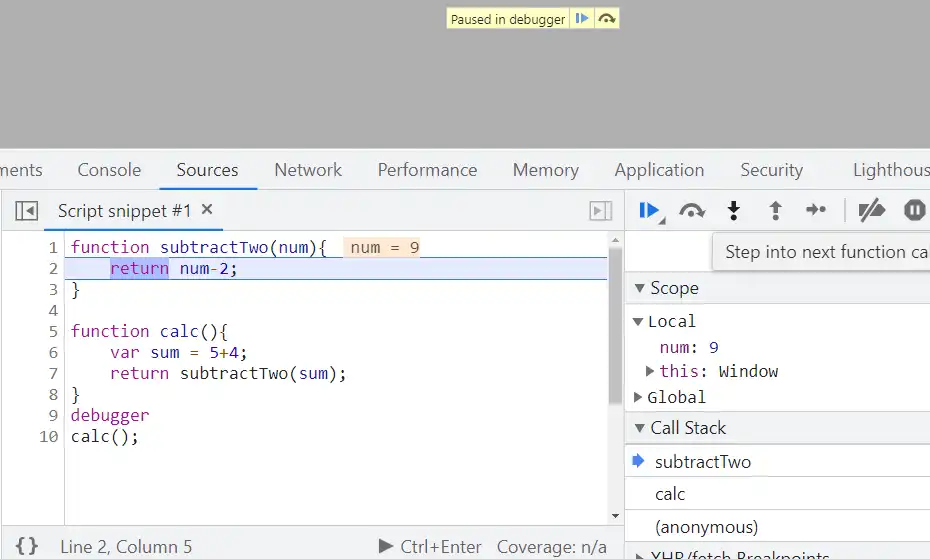 Paused in debugger
ments Console Sources Network Performance Memory Application Security Lighthous
Script snippet #1 ×
Step into next function ca
1 function subtractTwo(num){ num = 9
2 return num-2;
3 }
4
5 function calc(){
6 var sum = 5+4;
7 return subtractTwo(sum);
8 }
9 debugger
10 calc();
Scope
Local
num: 9
this: Window
Global
Call Stack
subtractTwo
calc
(anonymous)
XHR/fetch Breakpoints
{} Line 2, Column 5 Ctrl+Enter Coverage: n/a